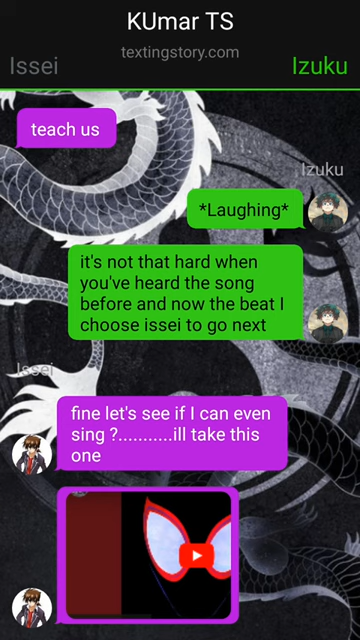 KUmar TS
textingstory.com
Issei
Izuku
teach us
Izuku
*Laughing*
it's not that hard when
you've heard the song
before and now the beat I
choose issei to go next
Issei
fine let's see if I can even
sing ?...........ill take this
one